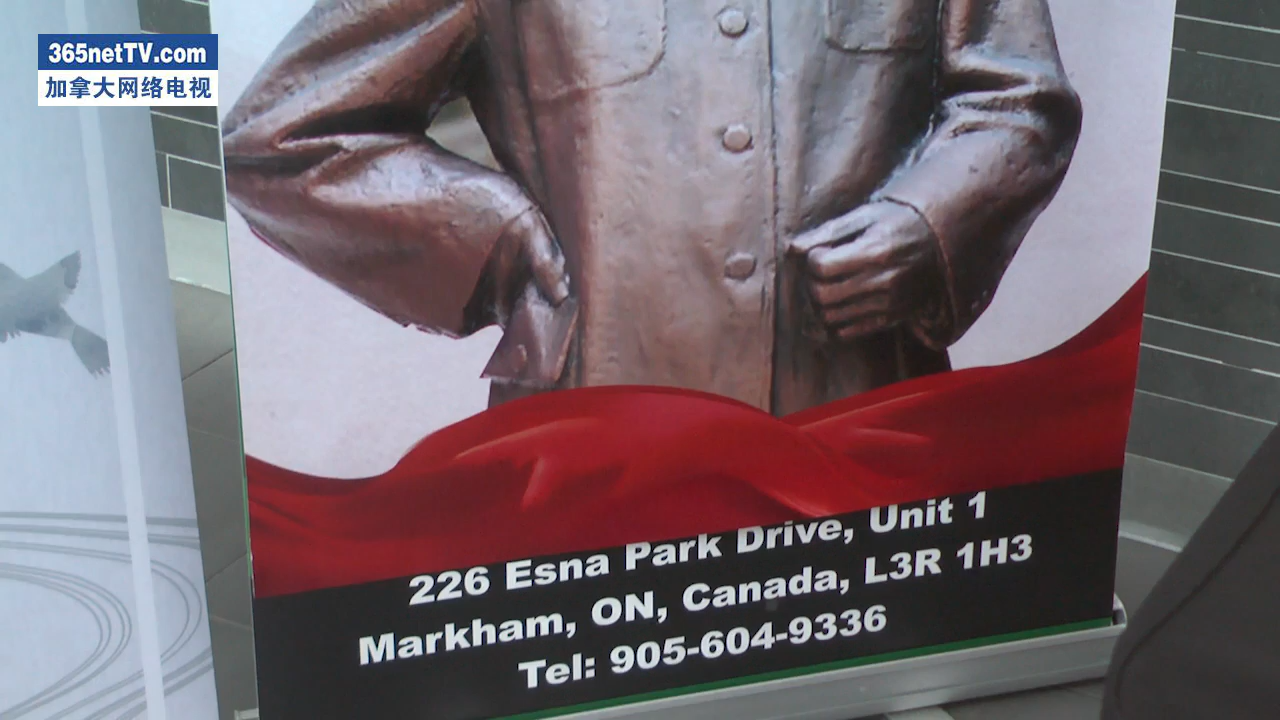 365netTV.com
加拿大网络电视
226 Esna Park Drive, Unit 1
Markham, ON, Canada, L3R 1H3
Tel: 905-604-9336